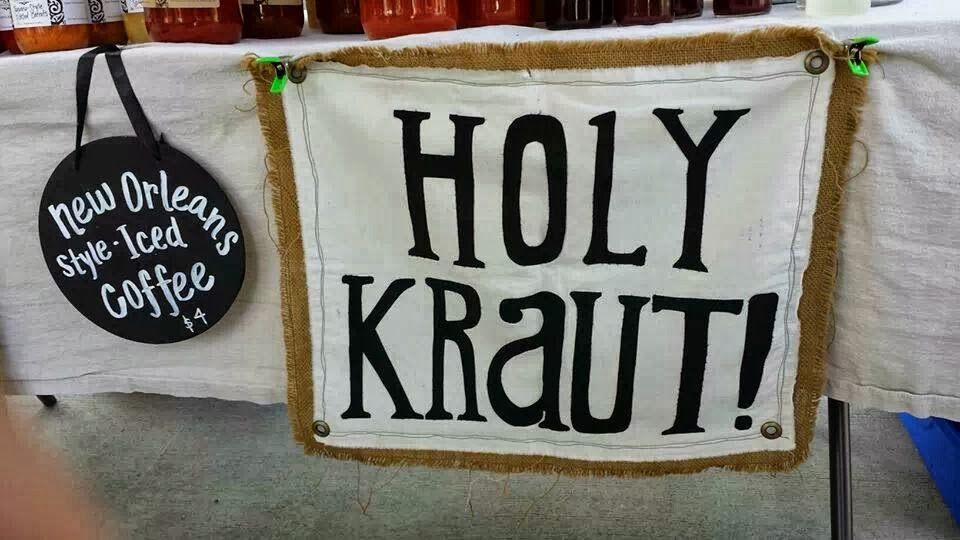 new Orleans
style · Iced
coffee
$4
HOLY
KRaUT!